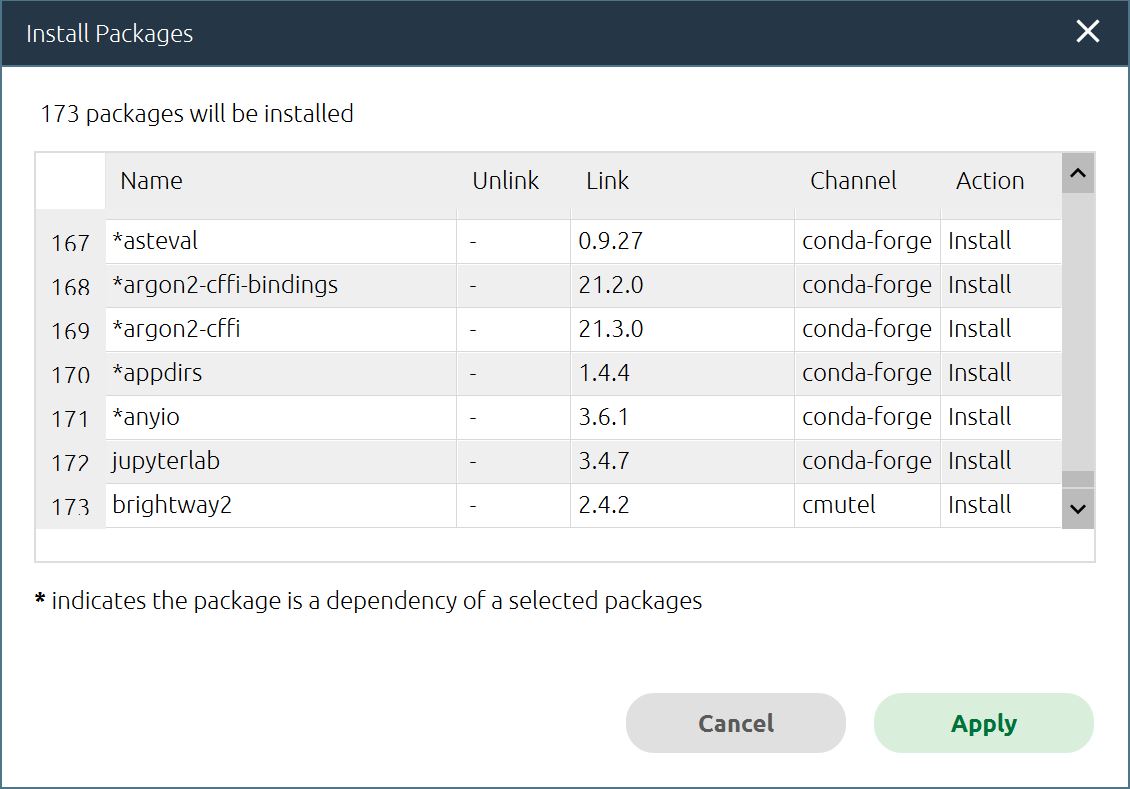 Install Packages
173 packages will be installed
Name Unlink Link Channel Action
167 *asteval - 0.9.27 conda-forge Install
168 *argon2-cffi-bindings - 21.2.0 conda-forge Install
169 *argon2-cffi - 21.3.0 conda-forge Install
170 *appdirs - 1.4.4 conda-forge Install
171 *anyio - 3.6.1 conda-forge Install
172 jupyterlab - 3.4.7 conda-forge Install
173 brightway2 - 2.4.2 cmutel Install
* indicates the package is a dependency of a selected packages
Cancel Apply